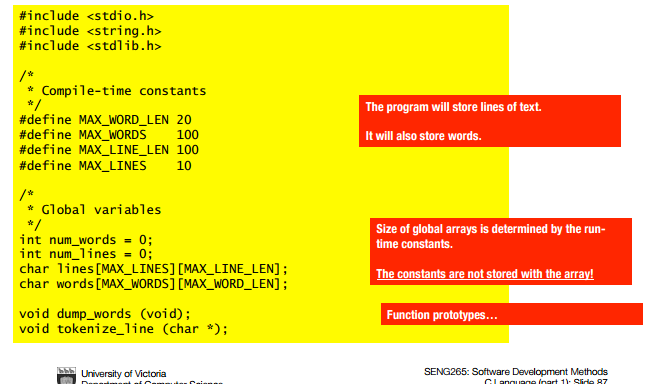 #include <stdio.h>
#include <string.h>
#include <stdlib.h>
/*
 * Compile-time constants
 */
#define MAX_WORD_LEN 20
#define MAX_WORDS    100
#define MAX_LINE_LEN 100
#define MAX_LINES    10
The program will store lines of text.
It will also store words.
/*
 * Global variables
 */
int num_words = 0;
int num_lines = 0;
char lines[MAX_LINES][MAX_LINE_LEN];
char words[MAX_WORDS][MAX_WORD_LEN];
Size of global arrays is determined by the run-
time constants.
The constants are not stored with the array!
void dump_words (void);
void tokenize_line (char *);
Function prototypes...
University of Victoria
Department of Computer Science
SENG265: Software Development Methods
C Language (part 1): Slide 87